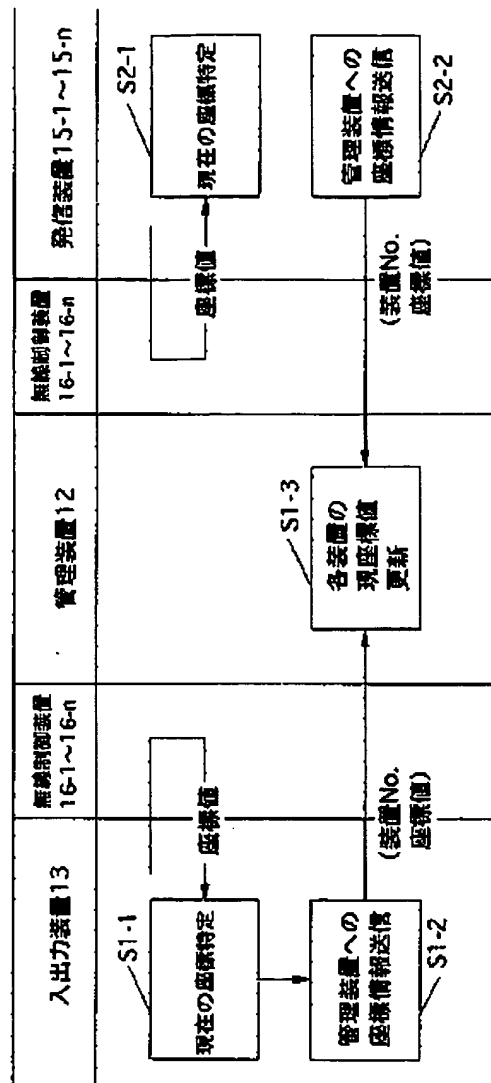 入出力装置13
無線制御装置
16-1～16-n
管理装置12
無線制御装置
16-1～16-n
発信装置15-1～15-n
S1-1
現在の座標特定
座標値
座標値
現在の座標特定
S2-1
管理装置への
座標情報送信
S1-2
(装置No.
座標値)
S1-3
各装置の
現座標値
更新
(装置No.
座標値)
管理装置への
座標情報送信
S2-2